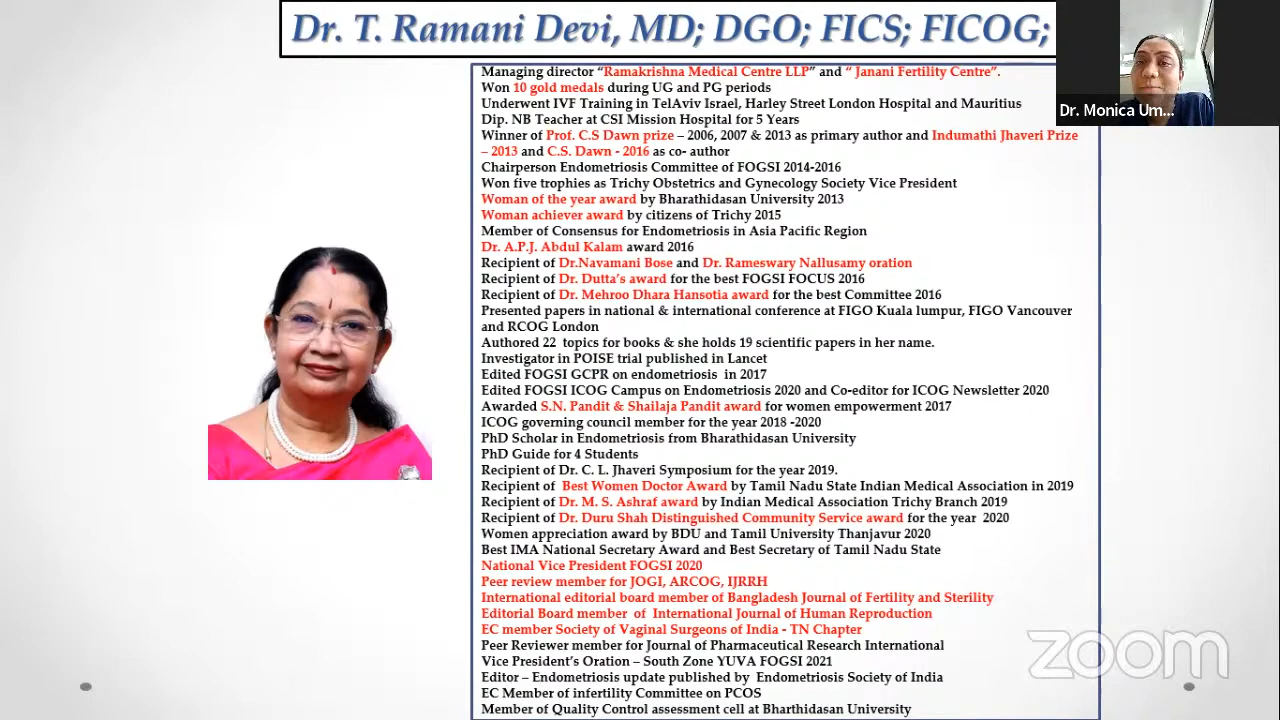 Dr. T. Ramani Devi, MD; DGO; FICS; FICOG;
Dr. Monica Um...
Managing director “Ramakrishna Medical Centre LLP” and “ Janani Fertility Centre”.
Won 10 gold medals during UG and PG periods
Underwent IVF Training in TelAviv Israel, Harley Street London Hospital and Mauritius
Dip. NB Teacher at CSI Mission Hospital for 5 Years
Winner of Prof. C.S Dawn prize – 2006, 2007 & 2013 as primary author and Indumathi Jhaveri Prize
– 2013 and C.S. Dawn - 2016 as co- author
Chairperson Endometriosis Committee of FOGSI 2014-2016
Won five trophies as Trichy Obstetrics and Gynecology Society Vice President
Woman of the year award by Bharathidasan University 2013
Woman achiever award by citizens of Trichy 2015
Member of Consensus for Endometriosis in Asia Pacific Region
Dr. A.P.J. Abdul Kalam award 2016
Recipient of Dr.Navamani Bose and Dr. Rameswary Nallusamy oration
Recipient of Dr. Dutta’s award for the best FOGSI FOCUS 2016
Recipient of Dr. Mehroo Dhara Hansotia award for the best Committee 2016
Presented papers in national & international conference at FIGO Kuala lumpur, FIGO Vancouver
and RCOG London
Authored 22 topics for books & she holds 19 scientific papers in her name.
Investigator in POISE trial published in Lancet
Edited FOGSI GCPR on endometriosis in 2017
Edited FOGSI ICOG Campus on Endometriosis 2020 and Co-editor for ICOG Newsletter 2020
Awarded S.N. Pandit & Shailaja Pandit award for women empowerment 2017
ICOG governing council member for the year 2018 -2020
PhD Scholar in Endometriosis from Bharathidasan University
PhD Guide for 4 Students
Recipient of Dr. C. L. Jhaveri Symposium for the year 2019.
Recipient of Best Women Doctor Award by Tamil Nadu State Indian Medical Association in 2019
Recipient of Dr. M. S. Ashraf award by Indian Medical Association Trichy Branch 2019
Recipient of Dr. Duru Shah Distinguished Community Service award for the year 2020
Women appreciation award by BDU and Tamil University Thanjavur 2020
Best IMA National Secretary Award and Best Secretary of Tamil Nadu State
National Vice President FOGSI 2020
Peer review member for JOGI, ARCOG, IJRRH
International editorial board member of Bangladesh Journal of Fertility and Sterility
Editorial Board member of International Journal of Human Reproduction
EC member Society of Vaginal Surgeons of India - TN Chapter
Peer Reviewer member for Journal of Pharmaceutical Research International
Vice President’s Oration – South Zone YUVA FOGSI 2021
Editor – Endometriosis update published by Endometriosis Society of India
EC Member of infertility Committee on PCOS
Member of Quality Control assessment cell at Bharthidasan University
zoom